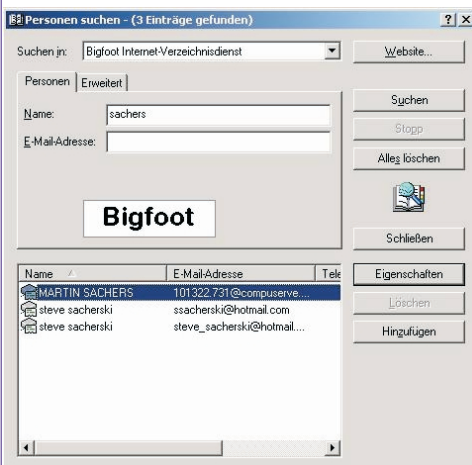 Personen suchen - (3 Einträge gefunden)
Suchen in: Bigfoot Internet-Verzeichnisdienst
Website...
Personen Erweitert
Name: sachers
E-Mail-Adresse:
Suchen
Stopp
Alles löschen
Bigfoot
Schließen
Name E-Mail-Adresse Tele
MARTIN SACHERS 101322.731@compuserve....
steve sacherski ssacherski@hotmail.com
steve sacherski steve_sacherski@hotmail....
Eigenschaften
Löschen
Hinzufügen